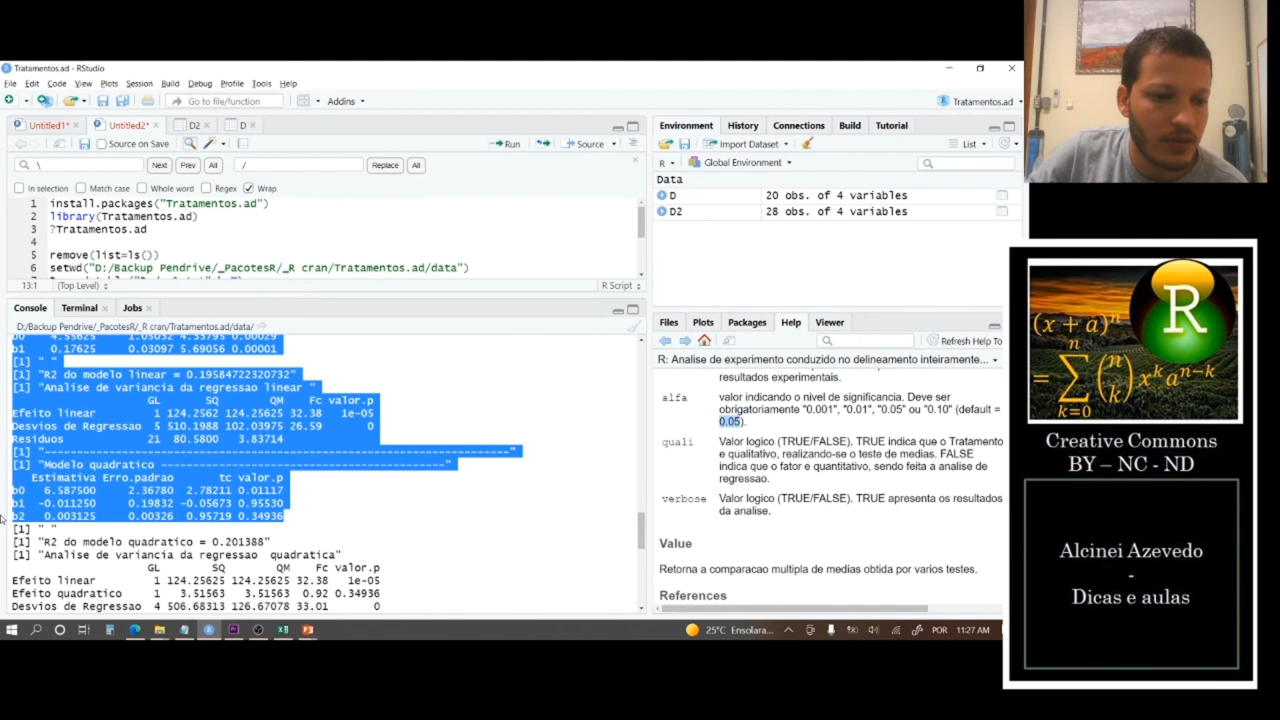 Tratamentos.ad - RStudio
File Edit Code View Plots Session Build Debug Profile Tools Help
Go to file/function
Addins
Tratamentos.ad
Untitled1*
Untitled2*
D2
D
Source on Save
Run
Source
\
Next
Prev
All
/
Replace
All
In selection
Match case
Whole word
Regex
Wrap
1 install.packages("Tratamentos.ad")
2 library(Tratamentos.ad)
3 ?Tratamentos.ad
4
5 remove(list=ls())
6 setwd("D:/Backup Pendrive/_PacotesR/_R cran/Tratamentos.ad/data")
13:1
(Top Level)
R Script
Console
Terminal
Jobs
D:/Backup Pendrive/_PacotesR/_R cran/Tratamentos.ad/data/
b0 4.55625 1.05032 4.33795 0.00029
b1 0.17625 0.03097 5.69056 0.00001
[1] " "
[1] "R2 do modelo linear = 0.19584722320732"
[1] "Analise de variancia da regressao linear "
GL SQ QM Fc valor.p
Efeito linear 1 124.2562 124.25625 32.38 1e-05
Desvios de Regressao 5 510.1988 102.03975 26.59 0
Residuos 21 80.5800 3.83714
[1] "------------------------------------------------------------------------"
[1] "Modelo quadratico --------------------------------------------"
Estimativa Erro.padrao tc valor.p
b0 6.587500 2.36780 2.78211 0.01117
b1 -0.011250 0.19832 -0.05673 0.95530
b2 0.003125 0.00326 0.95719 0.34936
[1] " "
[1] "R2 do modelo quadratico = 0.201388"
[1] "Analise de variancia da regressao quadratica"
GL SQ QM Fc valor.p
Efeito linear 1 124.25625 124.25625 32.38 1e-05
Efeito quadratico 1 3.51563 3.51563 0.92 0.34936
Desvios de Regressao 4 506.68313 126.67078 33.01 0
Environment
History
Connections
Build
Tutorial
Import Dataset
List
R
Global Environment
Data
D 20 obs. of 4 variables
D2 28 obs. of 4 variables
Files
Plots
Packages
Help
Viewer
Refresh Help To
R: Analise de experimento conduzido no delineamento inteiramente...
resultados experimentais.
alfa valor indicando o nivel de significancia. Deve ser
obrigatoriamente "0.001", "0.01", "0.05" ou "0.10" (default =
0.05).
quali Valor logico (TRUE/FALSE). TRUE indica que o Tratamento
e qualitativo, realizando-se o teste de medias. FALSE
indica que o fator e quantitativo, sendo feita a analise de
regressao.
verbose Valor logico (TRUE/FALSE). TRUE apresenta os resultados
da analise.
Value
Retorna a comparacao multipla de medias obtida por varios testes.
References
25°C Ensolara...
POR
11:27 AM
R
(x + a)^n
= ∑ n k=0 (n k) x^k a^{n−k}
Creative Commons
BY – NC - ND
Alcinei Azevedo
-
Dicas e aulas